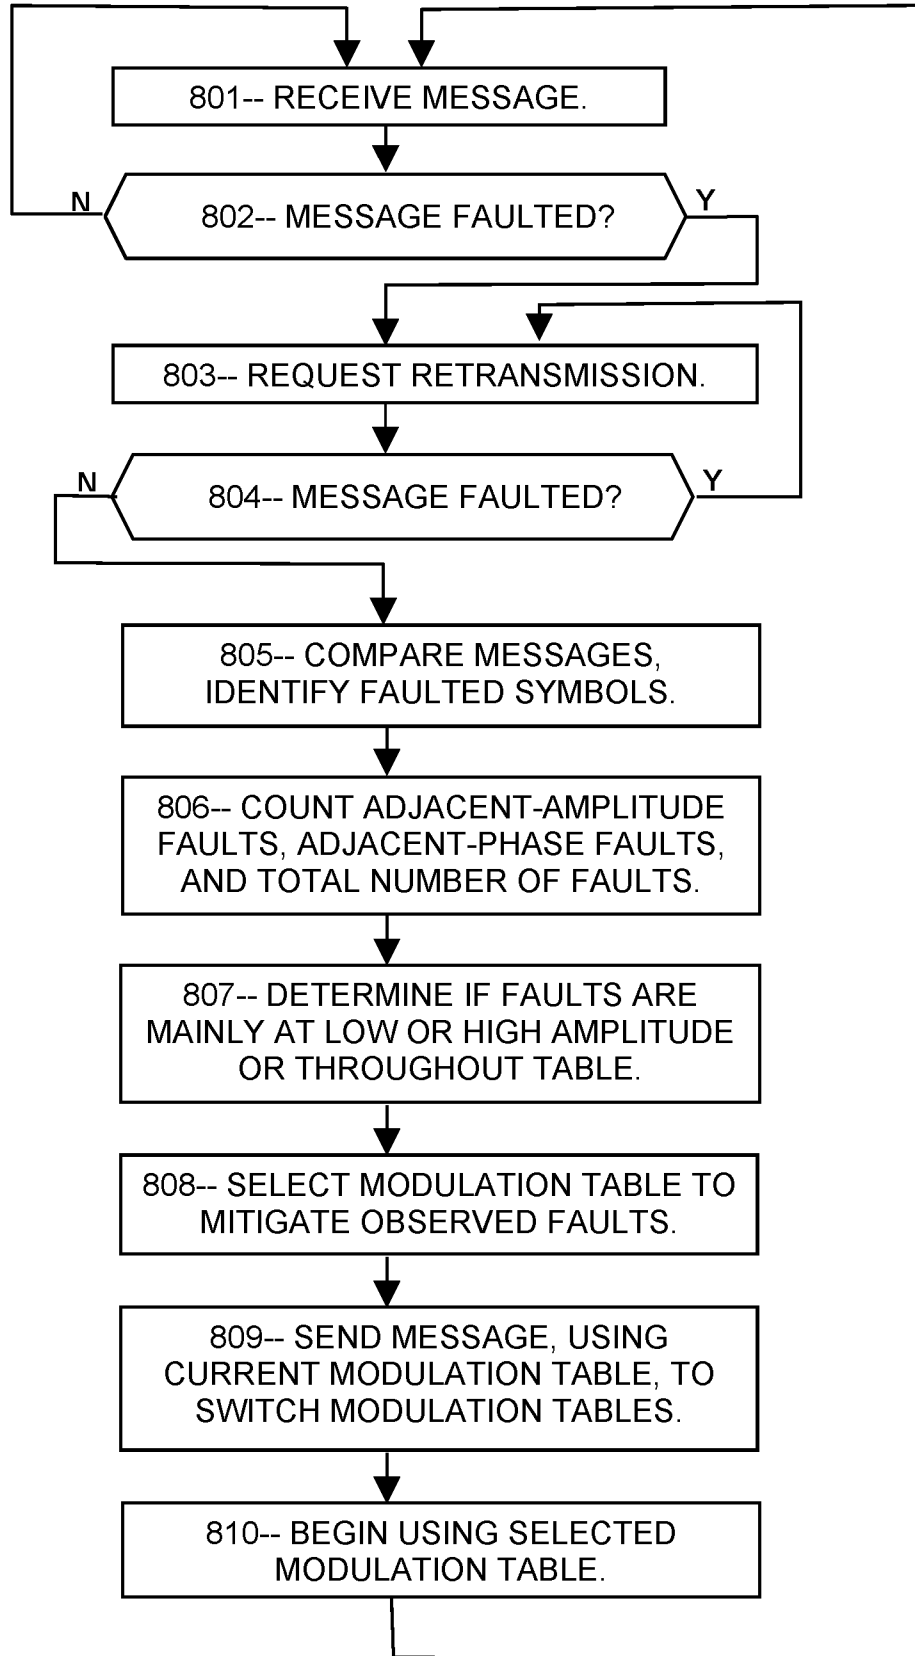 801-- RECEIVE MESSAGE.
N
Y
802-- MESSAGE FAULTED?
803-- REQUEST RETRANSMISSION.
N
Y
804-- MESSAGE FAULTED?
805-- COMPARE MESSAGES,
IDENTIFY FAULTED SYMBOLS.
806-- COUNT ADJACENT-AMPLITUDE
FAULTS, ADJACENT-PHASE FAULTS,
AND TOTAL NUMBER OF FAULTS.
807-- DETERMINE IF FAULTS ARE
MAINLY AT LOW OR HIGH AMPLITUDE
OR THROUGHOUT TABLE.
808-- SELECT MODULATION TABLE TO
MITIGATE OBSERVED FAULTS.
809-- SEND MESSAGE, USING
CURRENT MODULATION TABLE, TO
SWITCH MODULATION TABLES.
810-- BEGIN USING SELECTED
MODULATION TABLE.